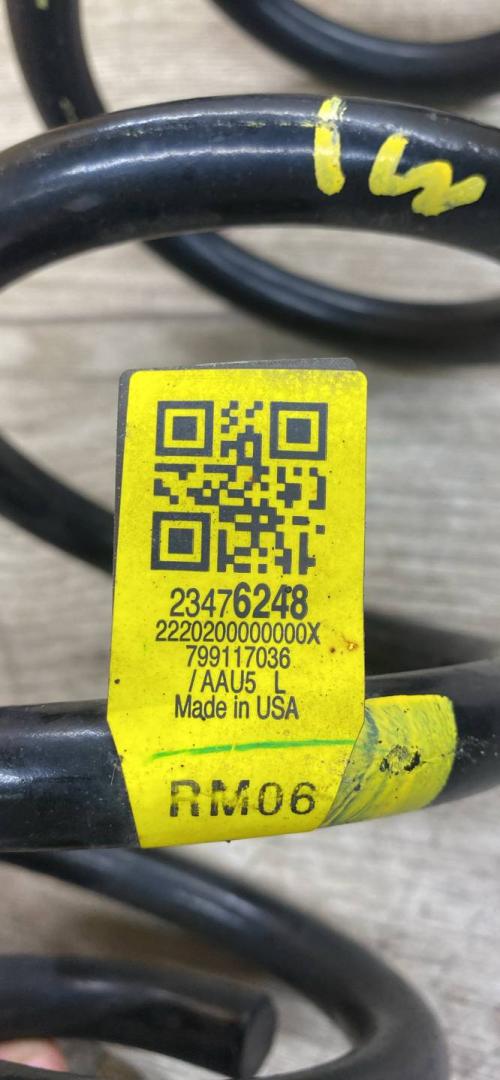 23476248
2220200000000X
799117036
/AAU5 L
Made in USA
RM06